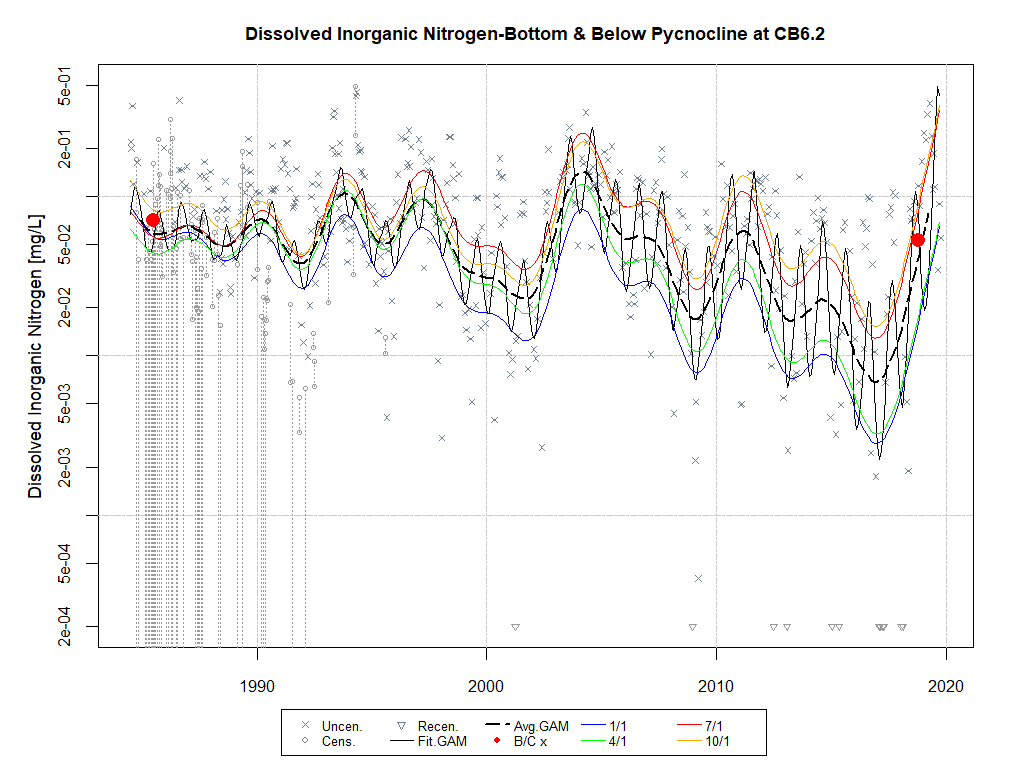 Dissolved Inorganic Nitrogen-Bottom & Below Pycnocline at CB6.2
Dissolved Inorganic Nitrogen [mg/L]
5e-01
2e-01
5e-02
2e-02
5e-03
2e-03
5e-04
2e-04
1990 2000 2010 2020
Uncen. Recen. Avg.GAM 1/1 7/1
Cens. Fit.GAM B/C x 4/1 10/1